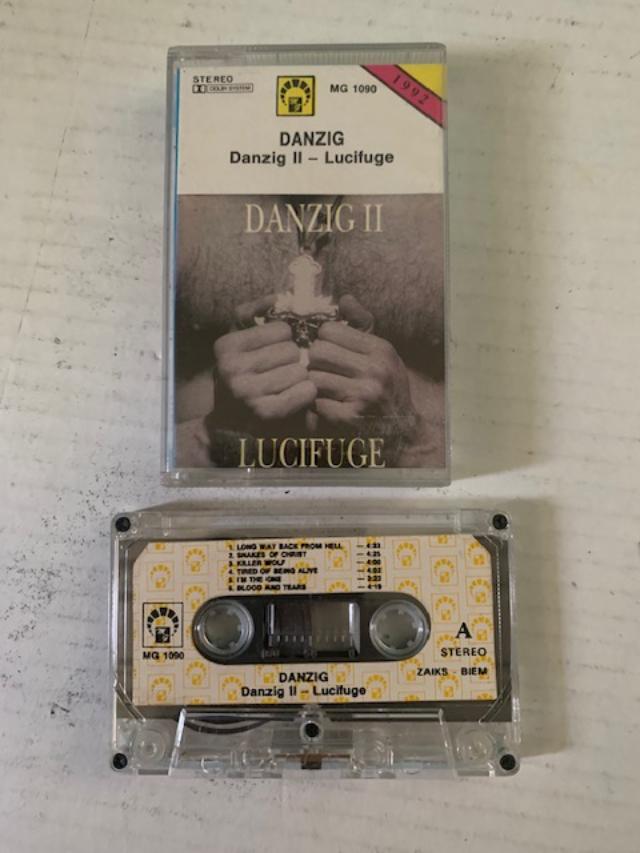 STEREO
DOLBY SYSTEM
MG 1090
1992
DANZIG
Danzig II – Lucifuge
DANZIG II
LUCIFUGE
1. LONG WAY BACK FROM HELL — 4:23
2. SNAKES OF CHRIST — 4:25
3. KILLER WOLF — 4:00
4. TIRED OF BEING ALIVE — 4:02
5. I'M THE ONE — 3:23
6. BLOOD AND TEARS — 4:19
MG 1090
A
STEREO
ZAIKS - BIEM
DANZIG
Danzig II – Lucifuge